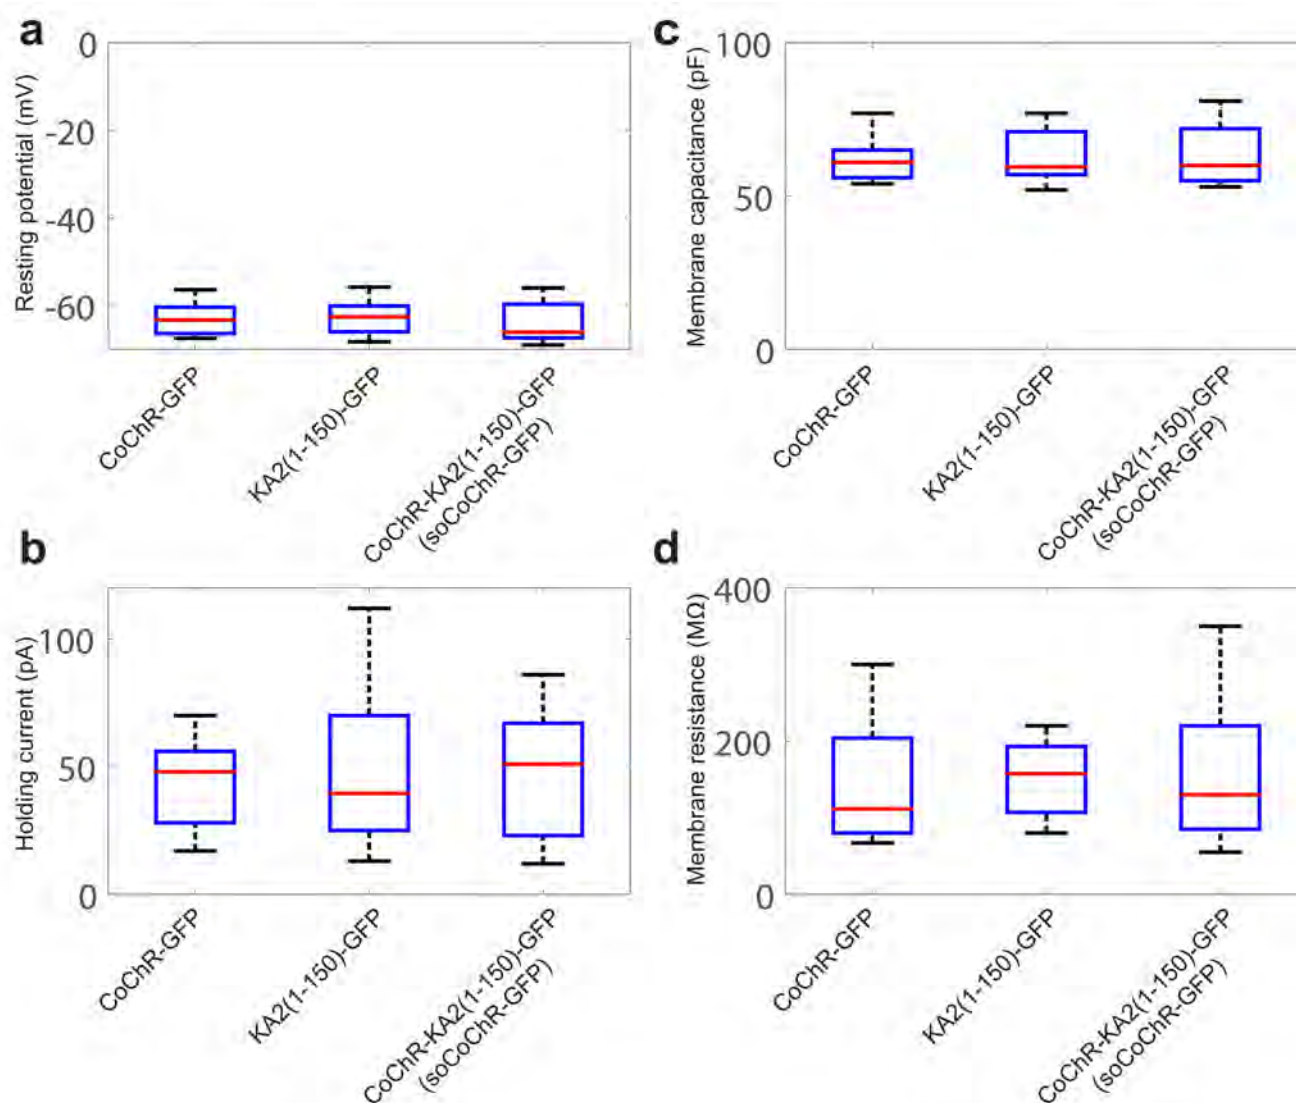 a
0
-20
-40
-60
Resting potential (mV)
CoChR-GFP
KA2(1-150)-GFP
CoChR-KA2(1-150)-GFP
(soCoChR-GFP)
c
100
50
0
Membrane capacitance (pF)
CoChR-GFP
KA2(1-150)-GFP
CoChR-KA2(1-150)-GFP
(soCoChR-GFP)
b
100
50
0
Holding current (pA)
CoChR-GFP
KA2(1-150)-GFP
CoChR-KA2(1-150)-GFP
(soCoChR-GFP)
d
400
200
0
Membrane resistance (MΩ)
CoChR-GFP
KA2(1-150)-GFP
CoChR-KA2(1-150)-GFP
(soCoChR-GFP)